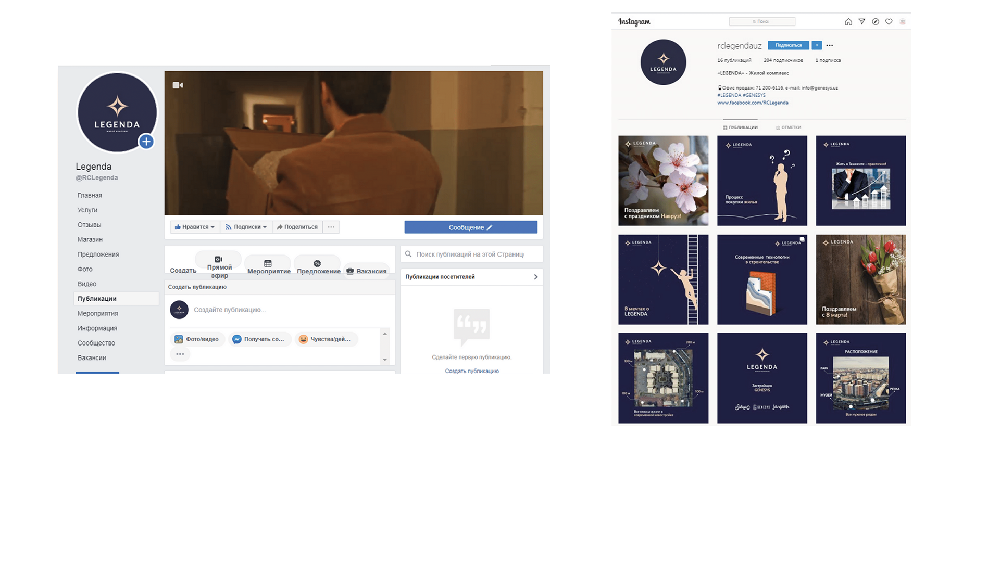 LEGENDA
ЖИЛОЙ КОМПЛЕКС
Legenda
@RCLegenda
Главная
Услуги
Отзывы
Магазин
Предложения
Фото
Видео
Публикации
Мероприятия
Информация
Сообщество
Вакансии
Нравится
Подписки
Поделиться
Сообщение
Создать
Прямой
эфир
Мероприятие
Предложение
Вакансия
Создать публикацию
LEGENDA
Создайте публикацию...
Фото/видео
Получать со...
Чувства/дей...
Поиск публикаций на этой Страниц
Публикации посетителей
Сделайте первую публикацию.
Создать публикацию
Instagram
Поиск
LEGENDA
rclegendauz
Подписаться
16 публикаций 204 подписчиков 1 подписка
«LEGENDA» - Жилой комплекс
Офис продаж: 71 200-6116, e-mail: info@genesys.uz
#LEGENDA #GENESYS
www.facebook.com/RCLegenda
ПУБЛИКАЦИИ
ОТМЕТКИ
LEGENDA
Поздравляем
с праздником Навруз!
LEGENDA
Процесс
покупки жилья
LEGENDA
Жить в Ташкенте - практично!
LEGENDA
В мечтах о
LEGENDA
LEGENDA
Современные технологии
в строительстве
LEGENDA
Поздравляем
с 8 марта!
LEGENDA
200 м
100 м
100 м
100 м
Все плюсы жизни в
современной новостройке
LEGENDA
Застройщик
GENESYS
GENESYS
LEGENDA
РАСПОЛОЖЕНИЕ
ПАРК
РЕЧКА
МУЗЕЙ
Все нужное рядом